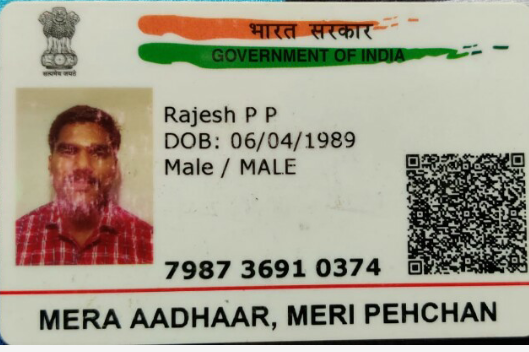 भारत सरकार
GOVERNMENT OF INDIA
सत्यमेव जयते
Rajesh P P
DOB: 06/04/1989
Male / MALE
7987 3691 0374
MERA AADHAAR, MERI PEHCHAN